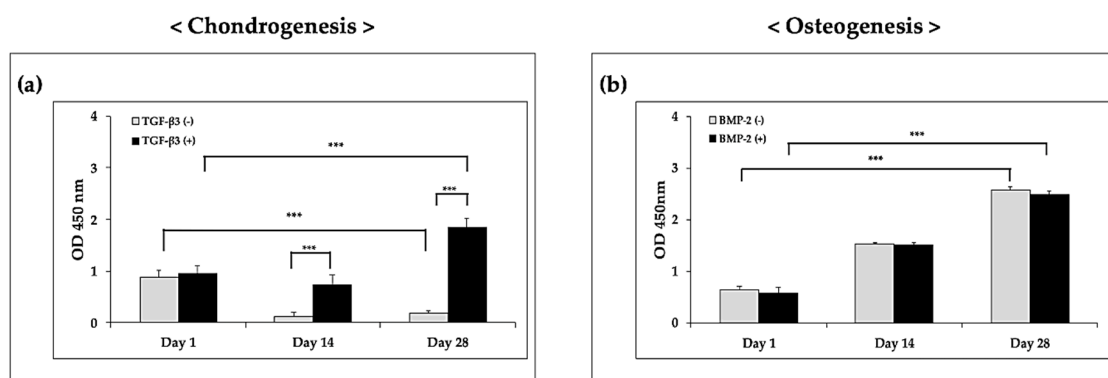 < Chondrogenesis >
(a)
TGF-β3 (-)
TGF-β3 (+)
OD 450 nm
4
3
2
1
0
***
***
***
***
Day 1
Day 14
Day 28
< Osteogenesis >
(b)
BMP-2 (-)
BMP-2 (+)
OD 450nm
4
3
2
1
0
***
***
Day 1
Day 14
Day 28